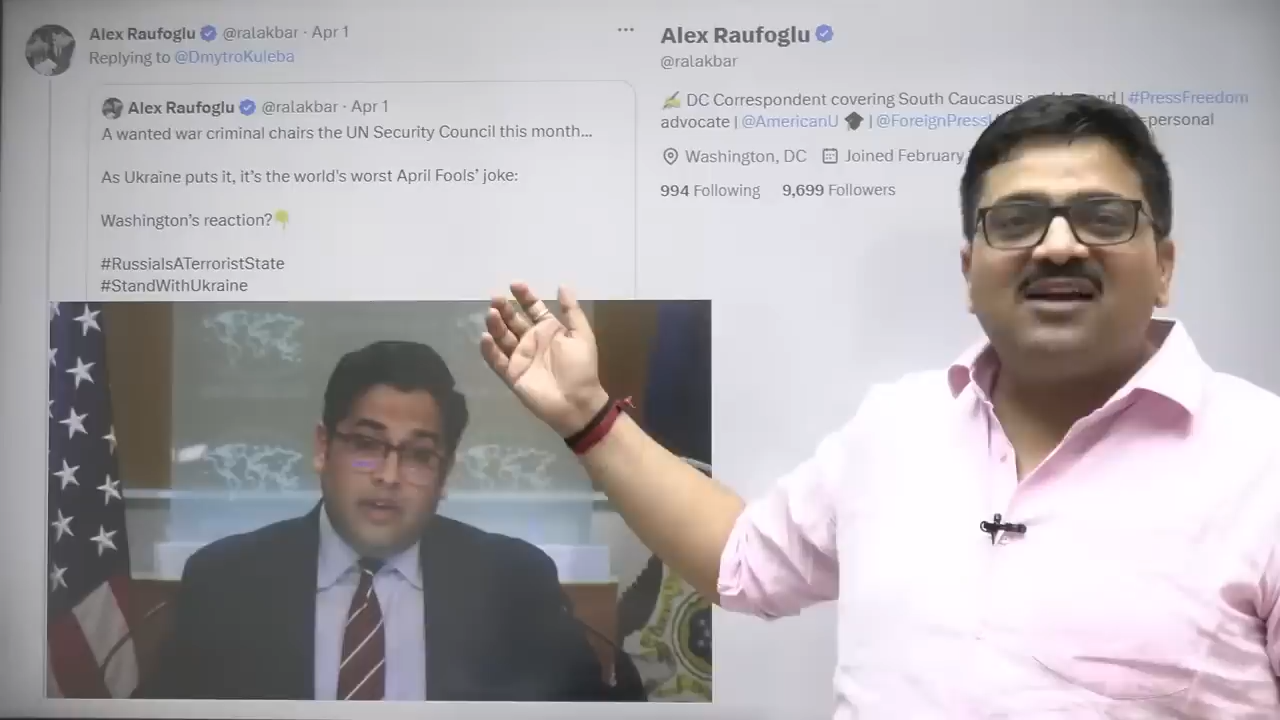 Alex Raufoglu @ralakbar · Apr 1
Replying to @DmytroKuleba
Alex Raufoglu @ralakbar · Apr 1
A wanted war criminal chairs the UN Security Council this month...
As Ukraine puts it, it's the world's worst April Fools' joke:
Washington's reaction?
#RussiaIsATerroristState
#StandWithUkraine
Alex Raufoglu
@ralakbar
DC Correspondent covering South Caucasus | #PressFreedom
advocate | @AmericanU | @ForeignPress personal
Washington, DC Joined February
994 Following 9,699 Followers